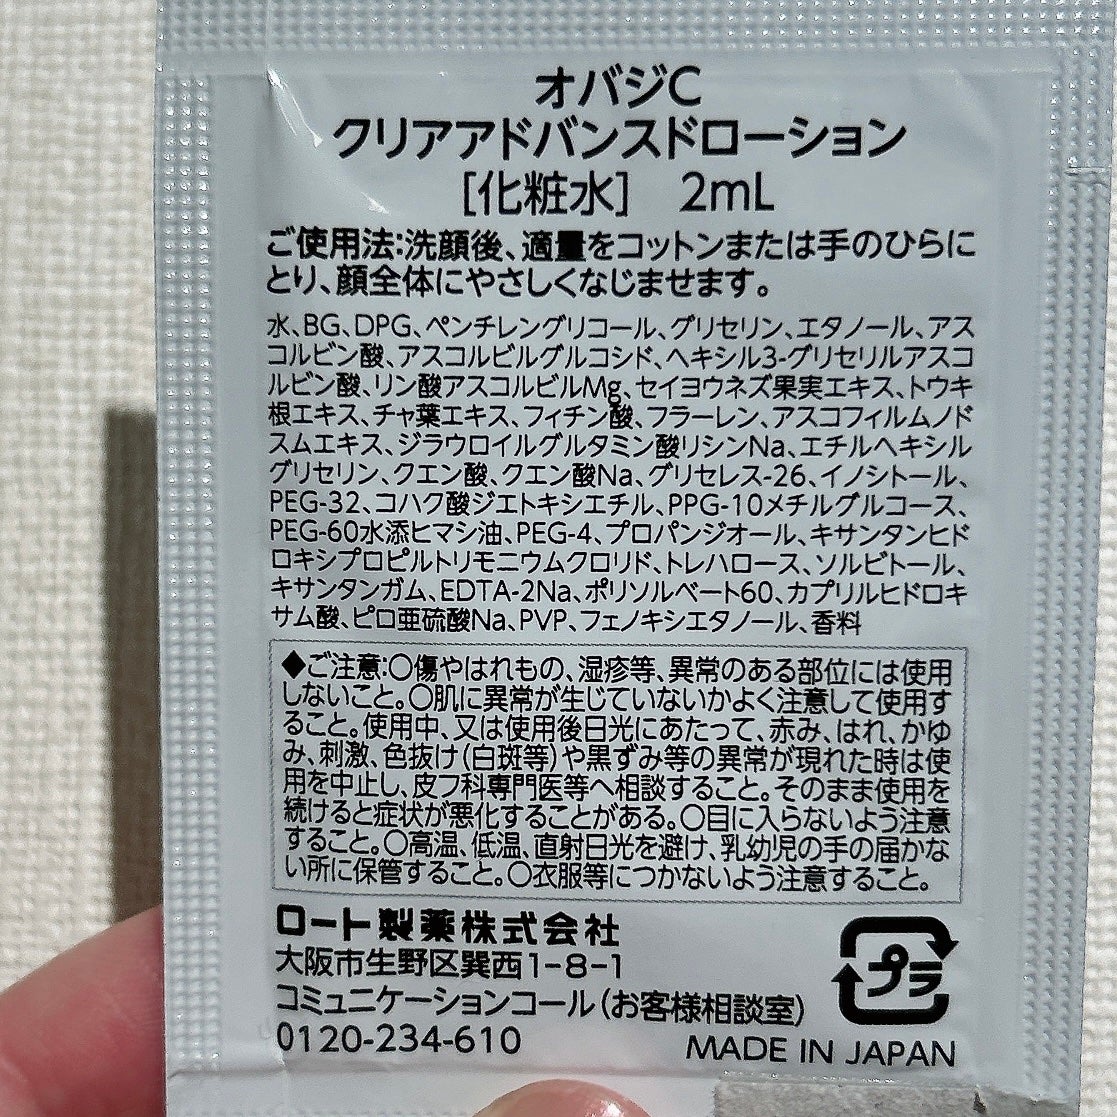 オバジC
クリアアドバンスドローション
[化粧水] 2mL
ご使用法:洗顔後、適量をコットンまたは手のひらに
とり、顔全体にやさしくなじませます。
水、BG、DPG、ペンチレングリコール、グリセリン、エタノール、アス
コルビン酸、アスコルビルグルコシド、ヘキシル3-グリセリルアスコ
ルビン酸、リン酸アスコルビルMg、セイヨウネズ果実エキス、トウキ
根エキス、チャ葉エキス、フィチン酸、フラーレン、アスコフィルムノド
スムエキス、ジラウロイルグルタミン酸リシンNa、エチルヘキシル
グリセリン、クエン酸、クエン酸Na、グリセレス-26、イノシトール、
PEG-32、コハク酸ジエトキシエチル、PPG-10メチルグルコース、
PEG-60水添ヒマシ油、PEG-4、プロパンジオール、キサンタンヒド
ロキシプロピルトリモニウムクロリド、トレハロース、ソルビトール、
キサンタンガム、EDTA-2Na、ポリソルベート60、カプリルヒドロキ
サム酸、ピロ亜硫酸Na、PVP、フェノキシエタノール、香料
◆ご注意:○傷やはれもの、湿疹等、異常のある部位には使用
しないこと。○肌に異常が生じていないかよく注意して使用す
ること。使用中、又は使用後日光にあたって、赤み、はれ、かゆ
み、刺激、色抜け(白斑等)や黒ずみ等の異常が現れた時は使
用を中止し、皮フ科専門医等へ相談すること。そのまま使用を
続けると症状が悪化することがある。○目に入らないよう注意
すること。○高温、低温、直射日光を避け、乳幼児の手の届かな
い所に保管すること。○衣服等につかないよう注意すること。
ロート製薬株式会社
大阪市生野区巽西1-8-1
コミュニケーションコール(お客様相談室)
0120-234-610
プラ
MADE IN JAPAN